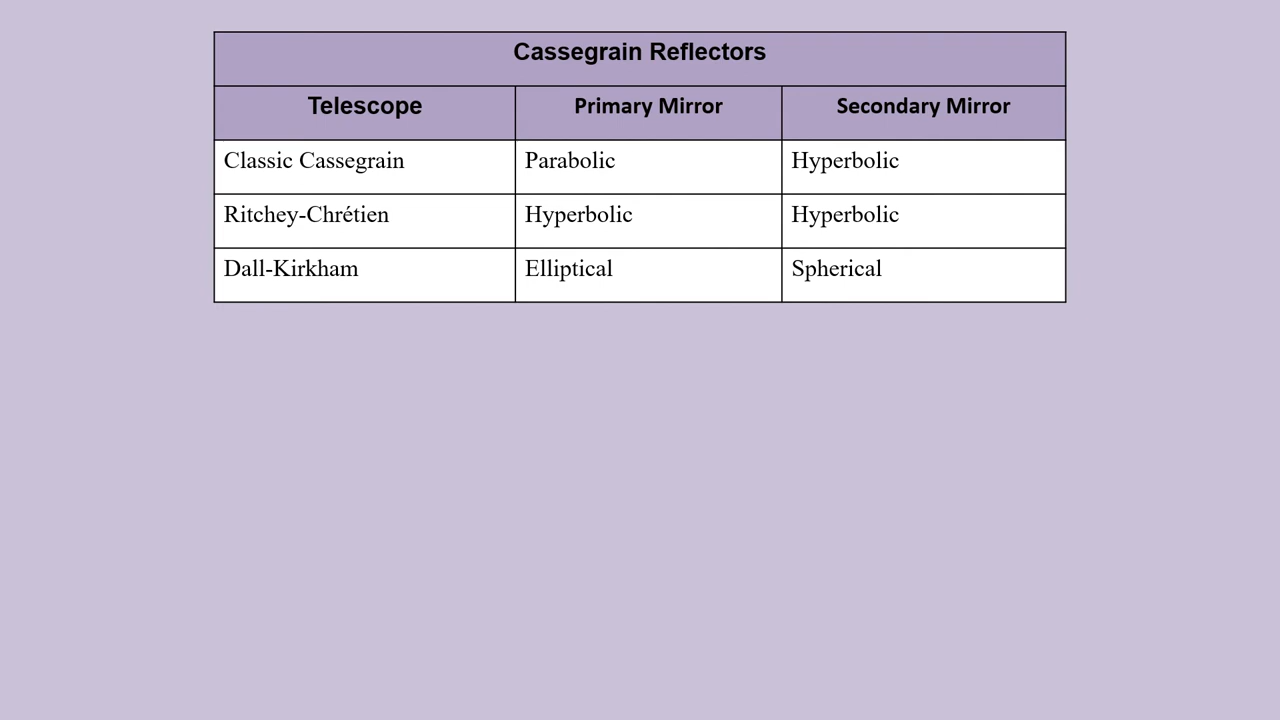 Cassegrain Reflectors
Telescope Primary Mirror Secondary Mirror
Classic Cassegrain Parabolic Hyperbolic
Ritchey-Chrétien Hyperbolic Hyperbolic
Dall-Kirkham Elliptical Spherical